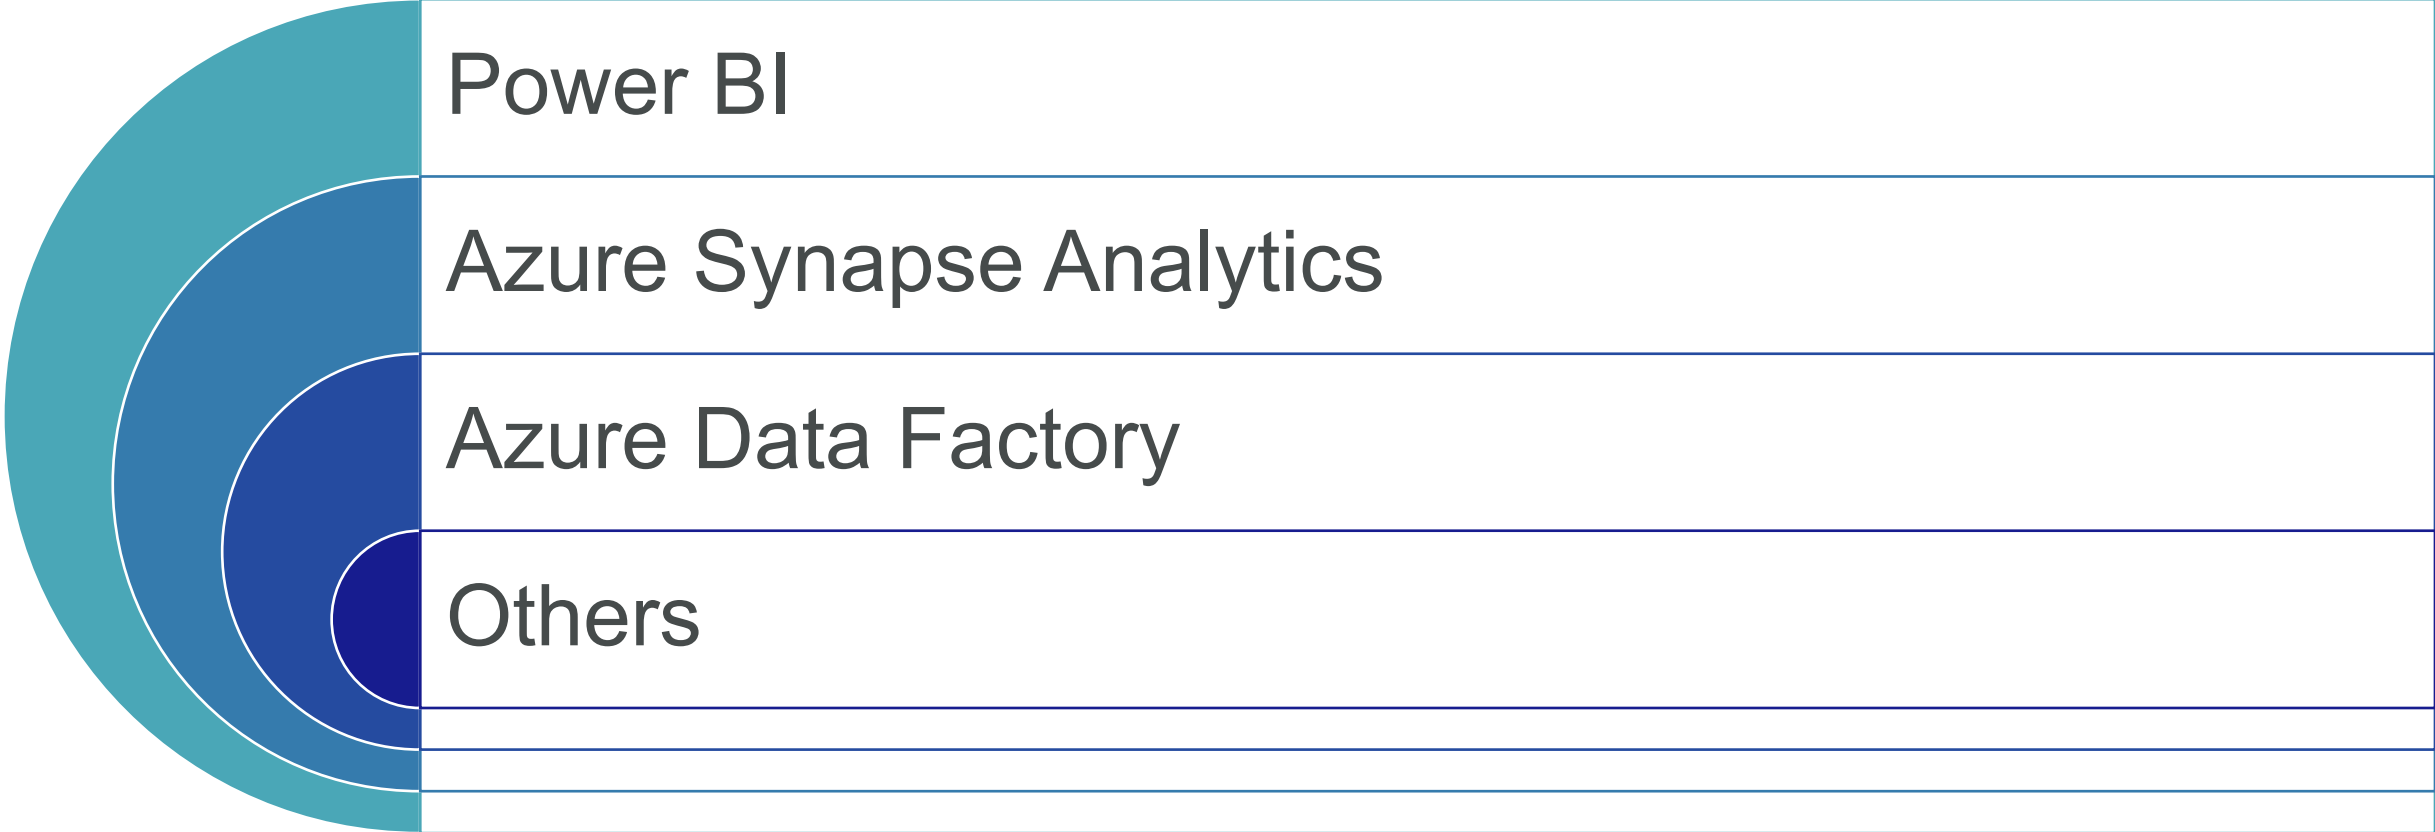 Power BI
Azure Synapse Analytics
Azure Data Factory
Others